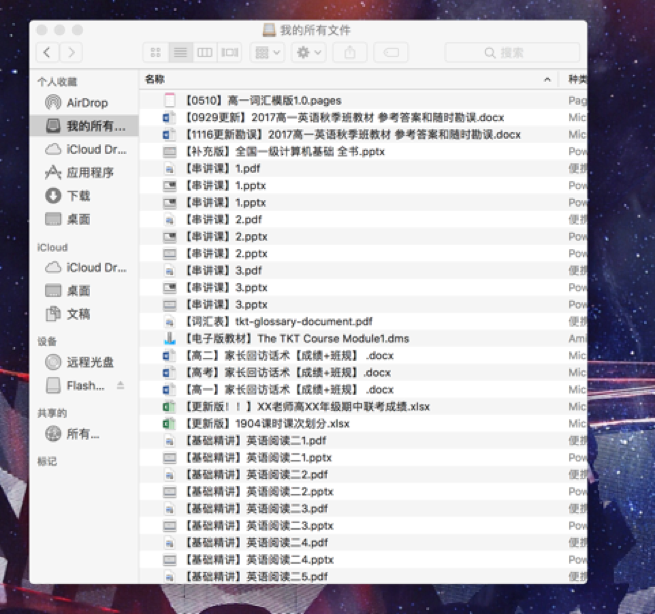 我的所有文件
搜索
个人收藏
AirDrop
我的所有...
iCloud Dr...
应用程序
下载
桌面
iCloud
iCloud Dr...
桌面
文稿
设备
远程光盘
Flash...
共享的
所有...
标记
名称 种类
【0510】高一词汇模版1.0.pages Pag
【0929更新】2017高一英语秋季班教材 参考答案和随时勘误.docx Mic
【1116更新勘误】2017高一英语秋季班教材 参考答案和随时勘误.docx Mic
【补充版】全国一级计算机基础 全书.pptx Pow
【串讲课】1.pdf 便携
【串讲课】1.pptx Pow
【串讲课】1.pptx Pow
【串讲课】2.pdf 便携
【串讲课】2.pptx Pow
【串讲课】2.pptx Pow
【串讲课】3.pdf 便携
【串讲课】3.pptx Pow
【串讲课】3.pptx Pow
【词汇表】tkt-glossary-document.pdf 便携
【电子版教材】The TKT Course Module1.dms Ami
【高二】家长回访话术【成绩+班规】 .docx Mic
【高考】家长回访话术【成绩+班规】 .docx Mic
【高一】家长回访话术【成绩+班规】 .docx Mic
【更新版！！】XX老师高XX年级期中联考成绩.xlsx Mic
【更新版】1904课时课次划分.xlsx Mic
【基础精讲】英语阅读二1.pdf 便携
【基础精讲】英语阅读二1.pptx Pow
【基础精讲】英语阅读二2.pdf 便携
【基础精讲】英语阅读二2.pptx Pow
【基础精讲】英语阅读二3.pdf 便携
【基础精讲】英语阅读二3.pptx Pow
【基础精讲】英语阅读二4.pdf 便携
【基础精讲】英语阅读二4.pptx Pow
【基础精讲】英语阅读二5.pdf 便携